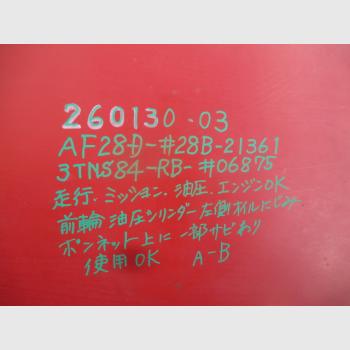 260130-03
AF28D-#28B-21361
3TNS84-RB-#06875
走行.ミッション.油圧.エンジンOK
前輪油圧シリンダー左側オイルにじみ
ボンネット上に一部サビわり
使用OK A-B